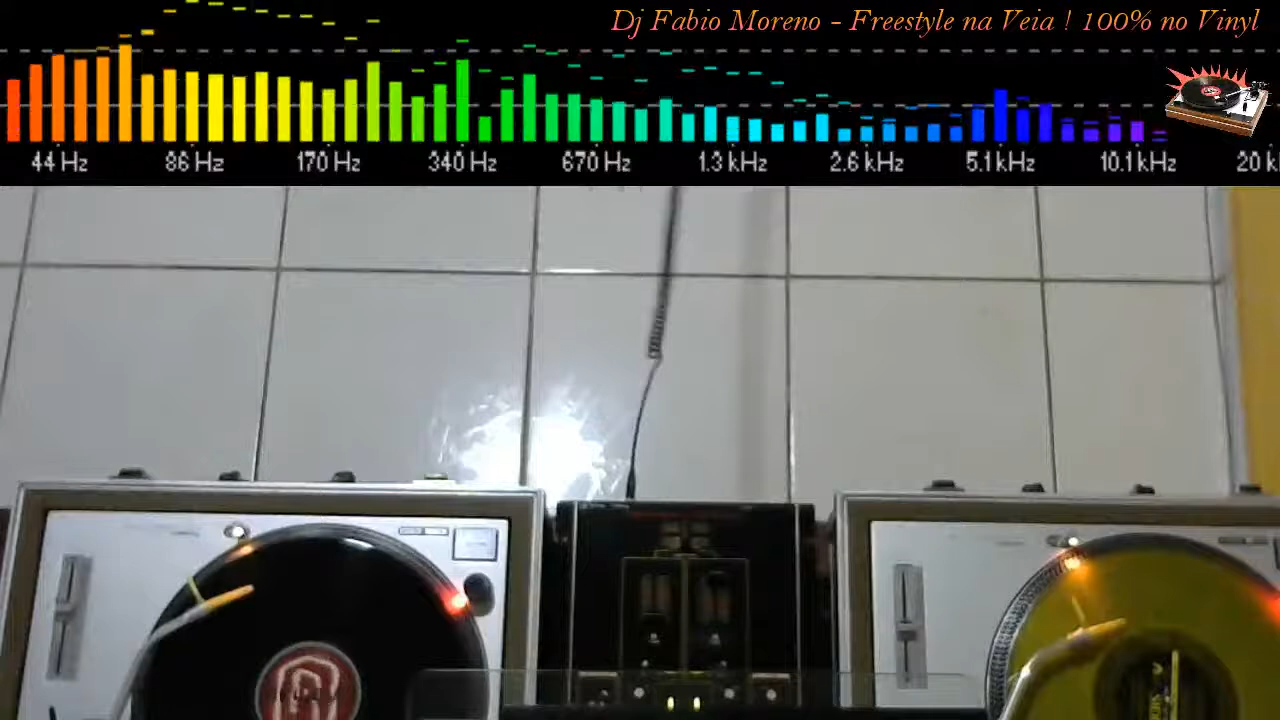 Dj Fabio Moreno - Freestyle na Veia ! 100% no Vinyl
44 Hz 86 Hz 170 Hz 340 Hz 670 Hz 1.3 kHz 2.6 kHz 5.1 kHz 10.1 kHz 20 k